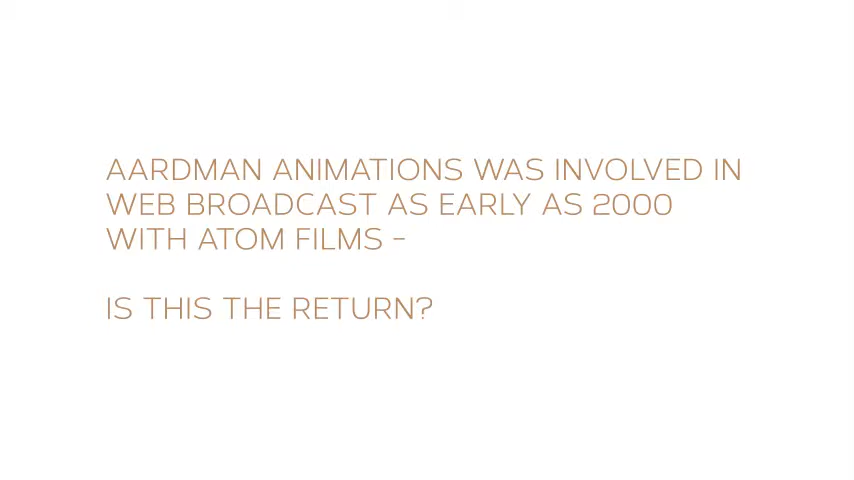 AARDMAN ANIMATIONS WAS INVOLVED IN
WEB BROADCAST AS EARLY AS 2000
WITH ATOM FILMS –
IS THIS THE RETURN?